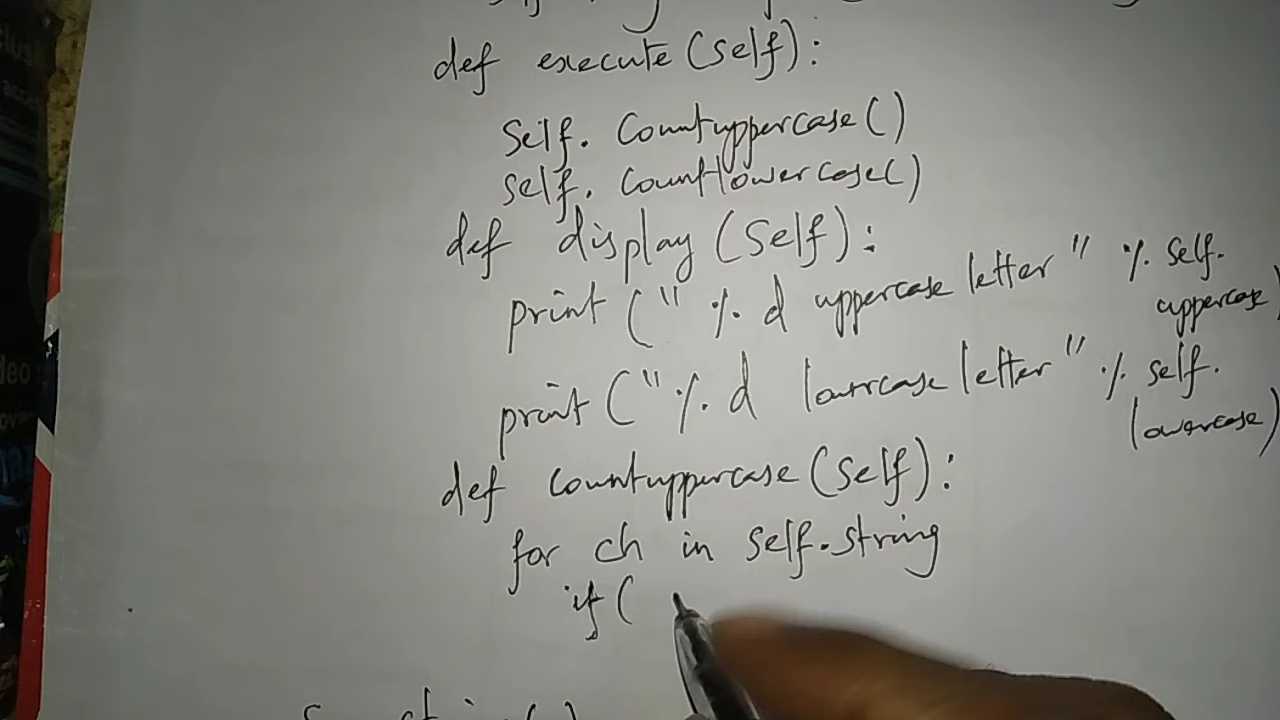 def execute(self):
self. Countuppercase()
self. Countlowercase()
def display (self):
print (" %d uppercase letter" % self.
uppercase)
print ("%d lowercase letter" % self.
lowercase)
def countuppercase (self):
for ch in self.string
if (